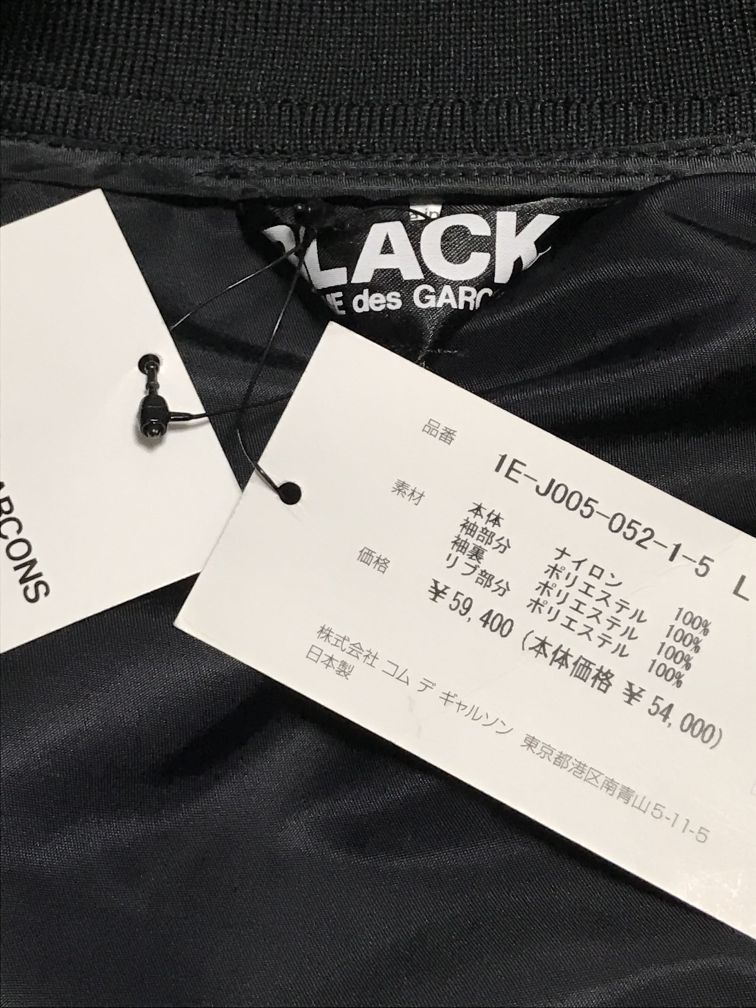 BLACK
ME des GARÇ
ARCONS
品番 1E-J005-052-1-5 L
素材 本体 ナイロン 100%
袖部分 ポリエステル 100%
袖裏 ポリエステル 100%
リブ部分 ポリエステル 100%
価格 ¥59,400 (本体価格 ¥54,000)
株式会社 コム デ ギャルソン 東京都港区南青山5-11-5
日本製